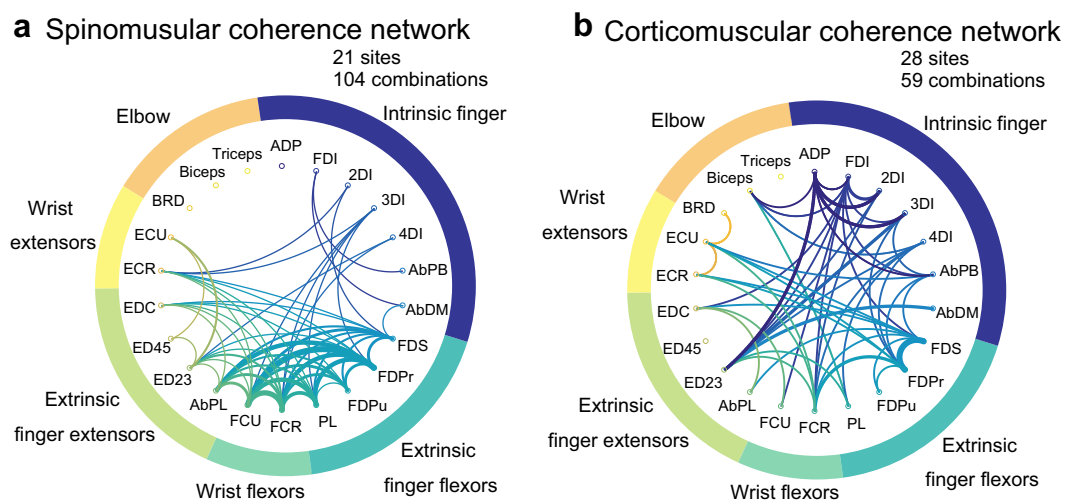 a Spinomusular coherence network
21 sites
104 combinations
Elbow
Intrinsic finger
Wrist
extensors
Extrinsic
finger extensors
Wrist flexors
Extrinsic
finger flexors
ADP
FDI
2DI
3DI
4DI
AbPB
AbDM
FDS
FDPr
FDPu
PL
FCR
FCU
AbPL
ED23
ED45
EDC
ECR
ECU
BRD
Biceps
Triceps
b Corticomuscular coherence network
28 sites
59 combinations
Elbow
Intrinsic finger
Wrist
extensors
Extrinsic
finger extensors
Wrist flexors
Extrinsic
finger flexors
ADP
FDI
2DI
3DI
4DI
AbPB
AbDM
FDS
FDPr
FDPu
PL
FCR
FCU
AbPL
ED23
ED45
EDC
ECR
ECU
BRD
Biceps
Triceps